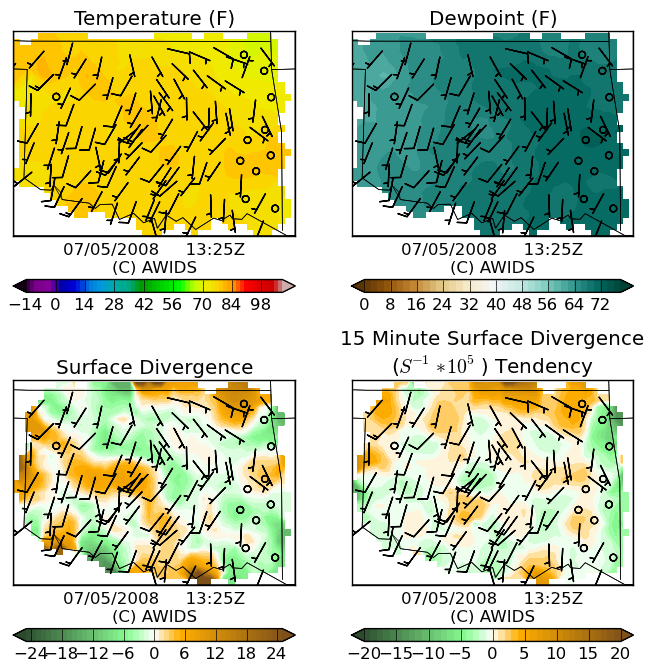 Temperature (F)
Dewpoint (F)
07/05/2008 13:25Z
(C) AWIDS
07/05/2008 13:25Z
(C) AWIDS
−14 0 14 28 42 56 70 84 98
0 8 16 24 32 40 48 56 64 72
Surface Divergence
15 Minute Surface Divergence
(S⁻¹ *10⁵ ) Tendency
07/05/2008 13:25Z
(C) AWIDS
07/05/2008 13:25Z
(C) AWIDS
−24 −18 −12 −6 0 6 12 18 24
−20 −15 −10 −5 0 5 10 15 20